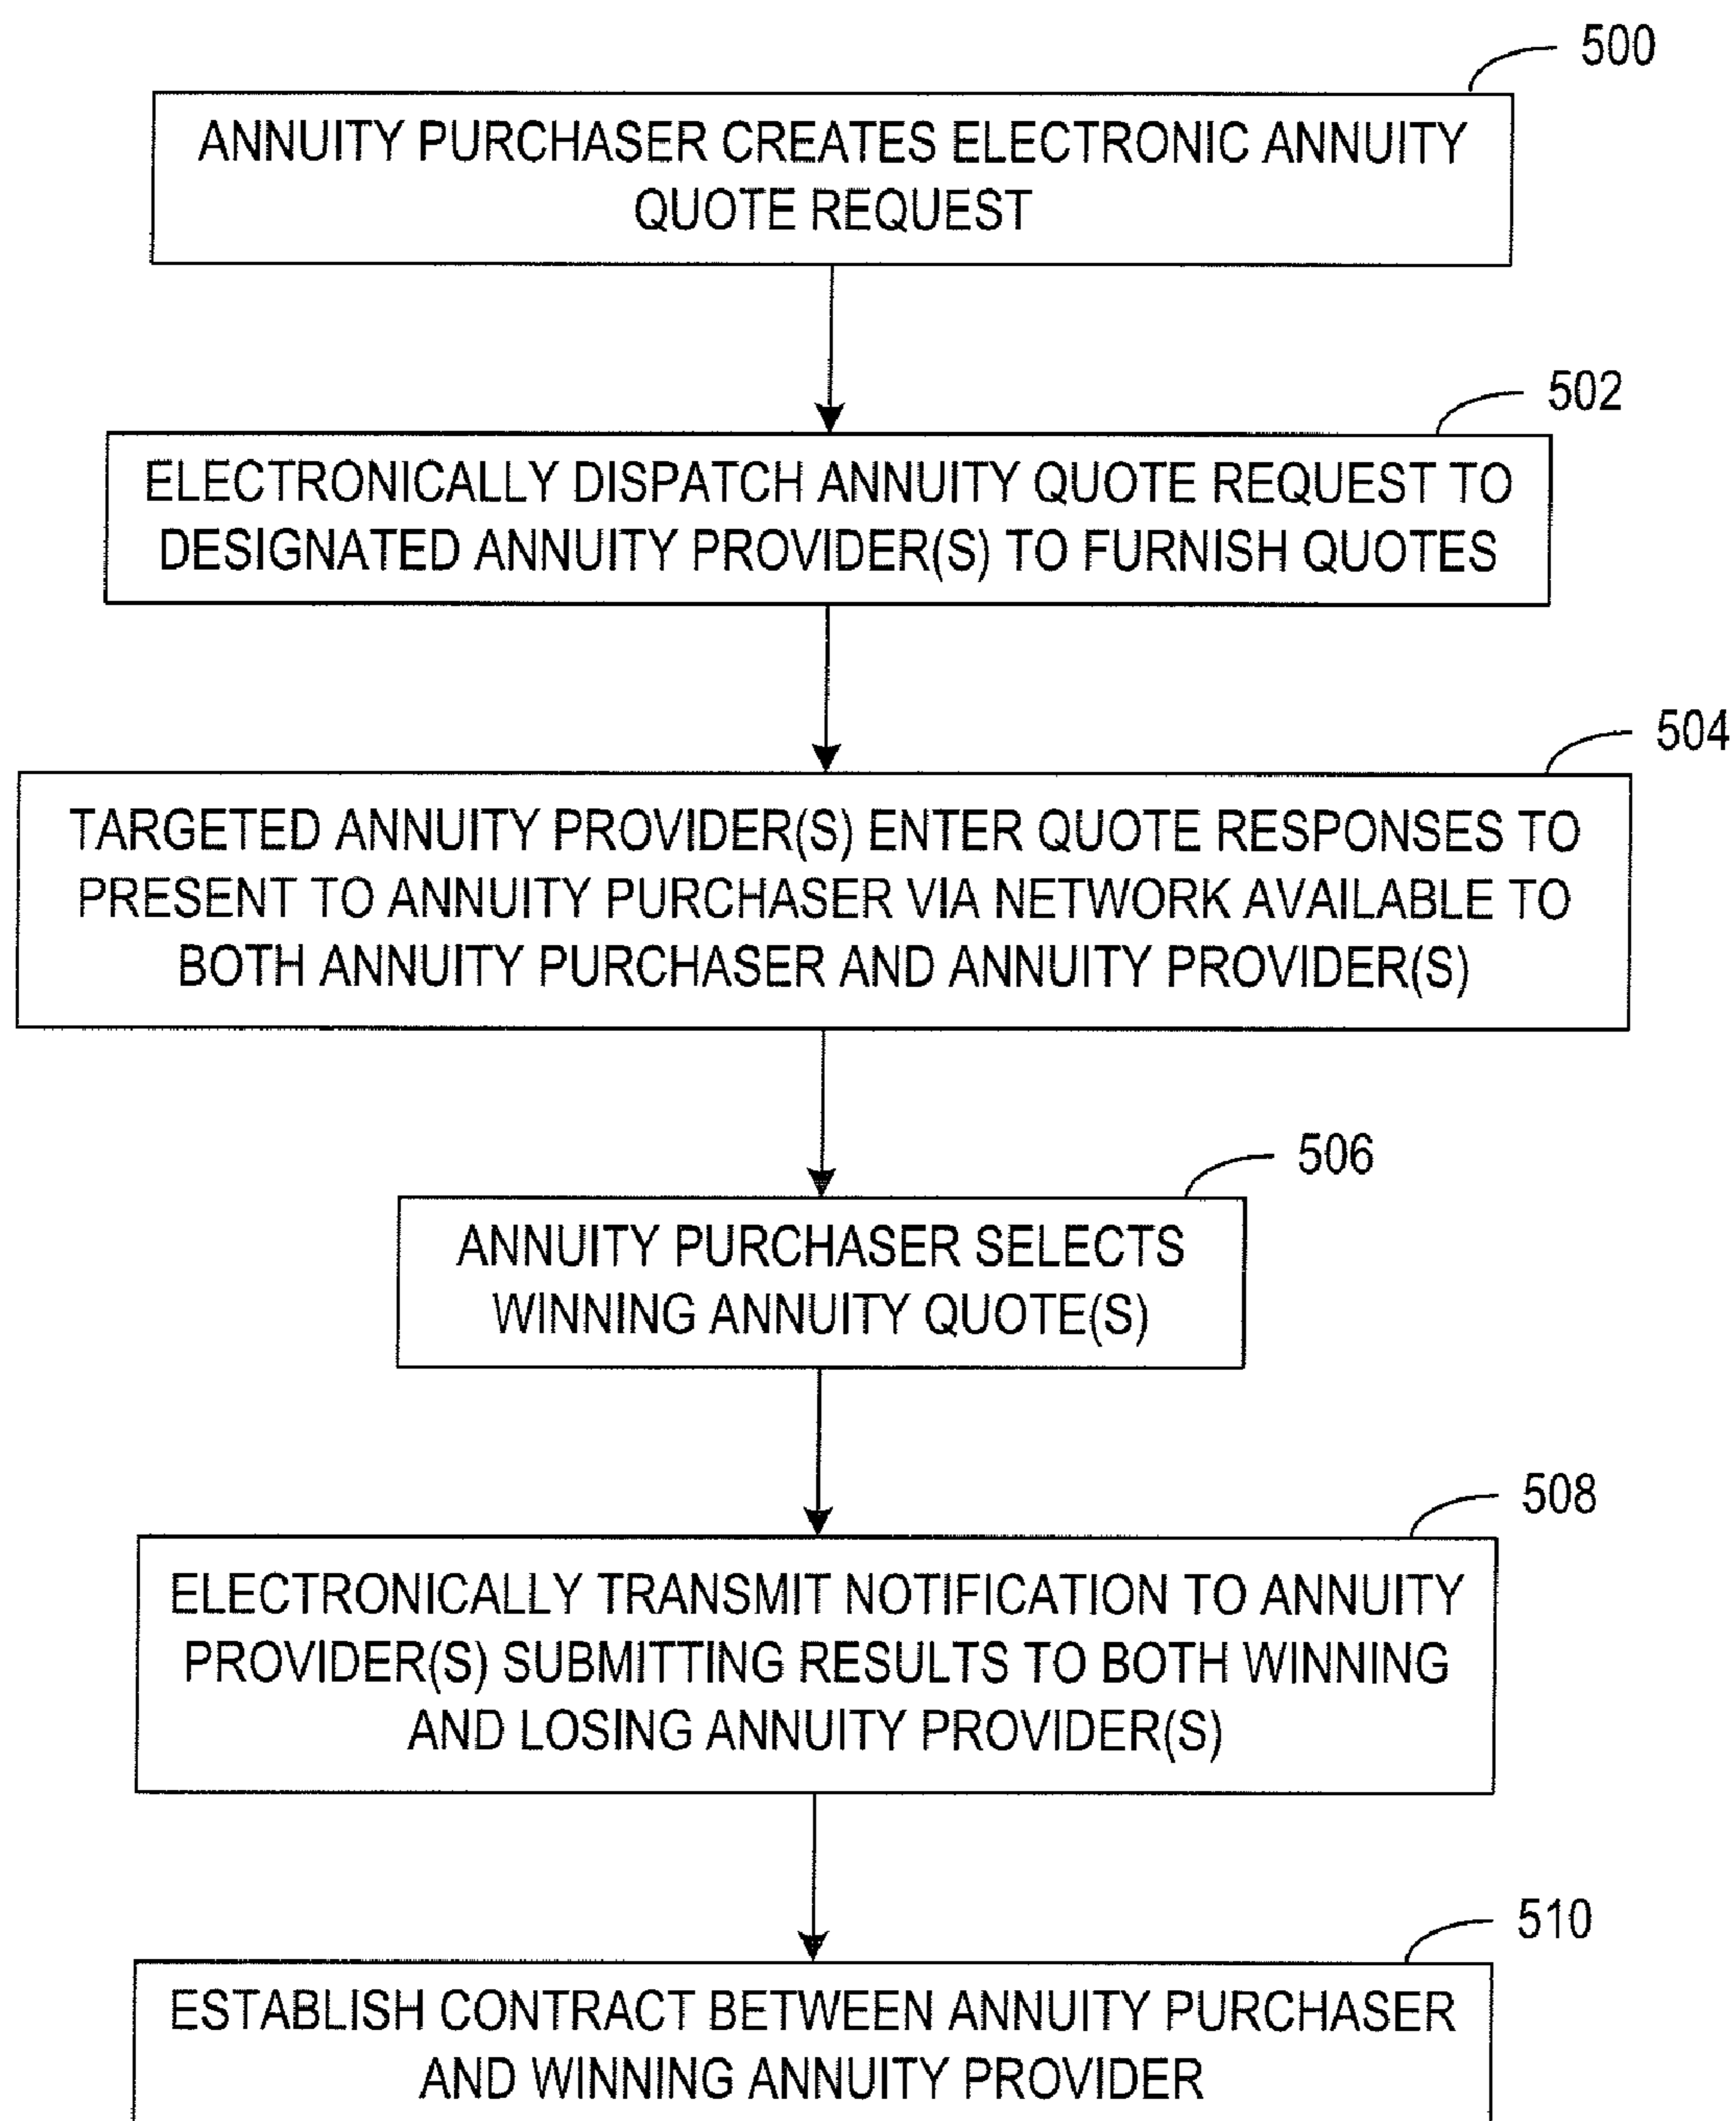 500
ANNUITY PURCHASER CREATES ELECTRONIC ANNUITY
QUOTE REQUEST
502
ELECTRONICALLY DISPATCH ANNUITY QUOTE REQUEST TO
DESIGNATED ANNUITY PROVIDER(S) TO FURNISH QUOTES
504
TARGETED ANNUITY PROVIDER(S) ENTER QUOTE RESPONSES TO
PRESENT TO ANNUITY PURCHASER VIA NETWORK AVAILABLE TO
BOTH ANNUITY PURCHASER AND ANNUITY PROVIDER(S)
506
ANNUITY PURCHASER SELECTS
WINNING ANNUITY QUOTE(S)
508
ELECTRONICALLY TRANSMIT NOTIFICATION TO ANNUITY
PROVIDER(S) SUBMITTING RESULTS TO BOTH WINNING
AND LOSING ANNUITY PROVIDER(S)
510
ESTABLISH CONTRACT BETWEEN ANNUITY PURCHASER
AND WINNING ANNUITY PROVIDER